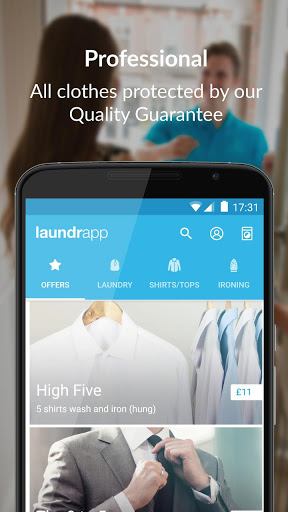 Professional
All clothes protected by our
Quality Guarantee
17:31
laundrapp
OFFERS
LAUNDRY
SHIRTS/TOPS
IRONING
High Five
5 shirts wash and iron (hung)
£11